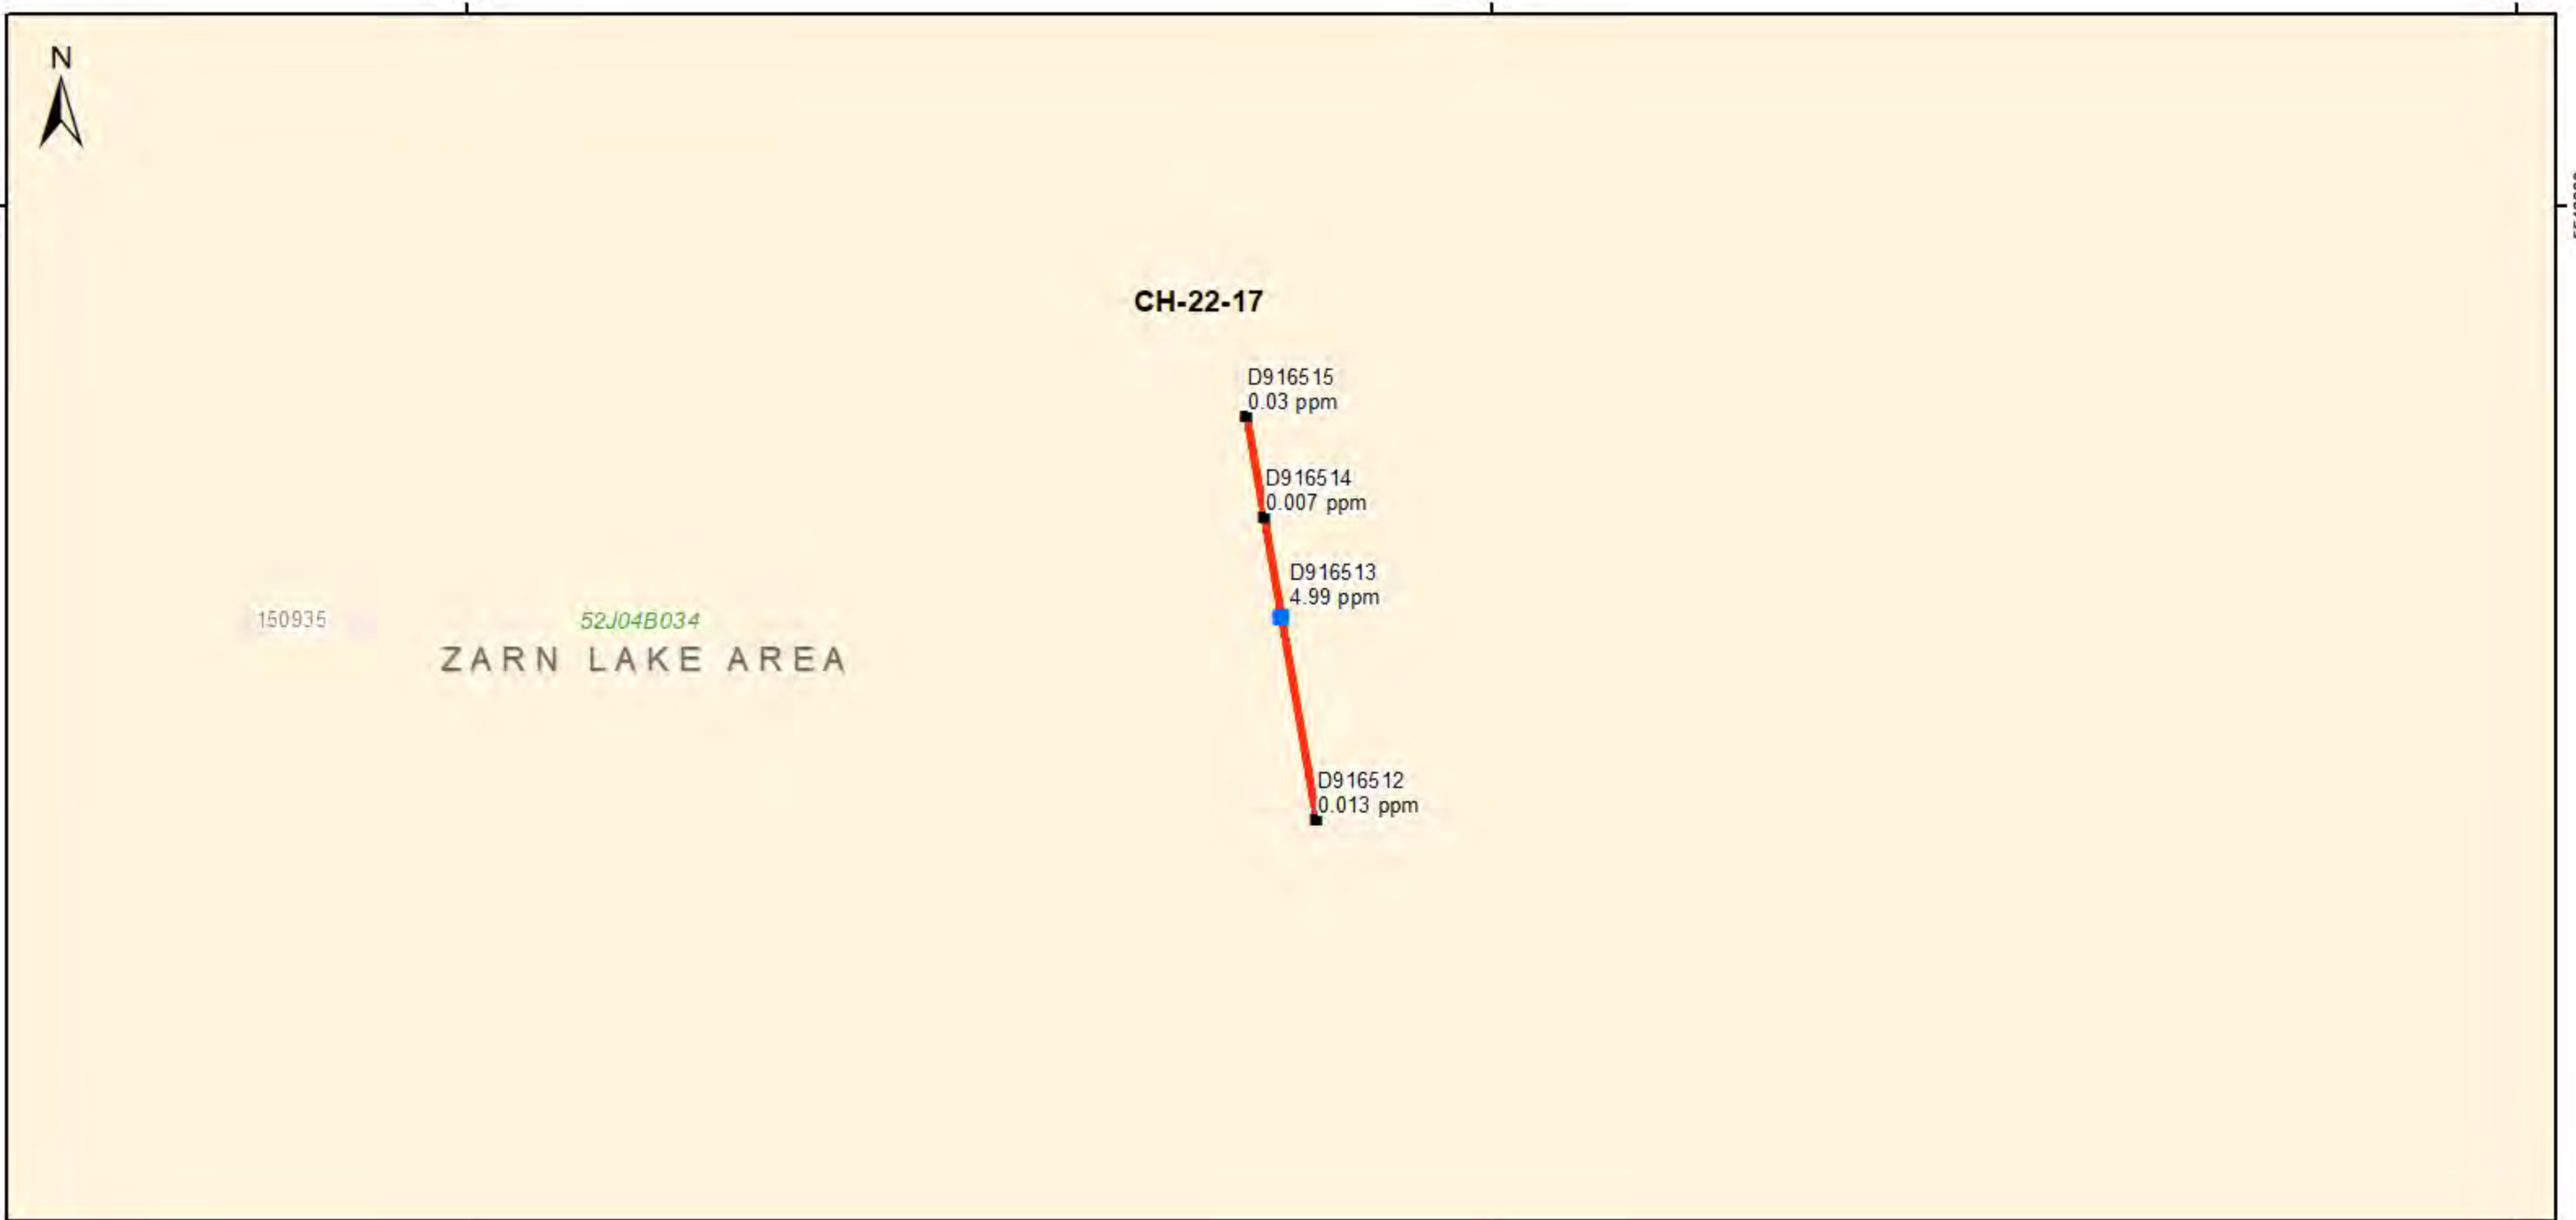 N
CH-22-17
D916515
0.03 ppm
D916514
0.007 ppm
D916513
4.99 ppm
150935
52J04B034
ZARN LAKE AREA
D916512
0.013 ppm